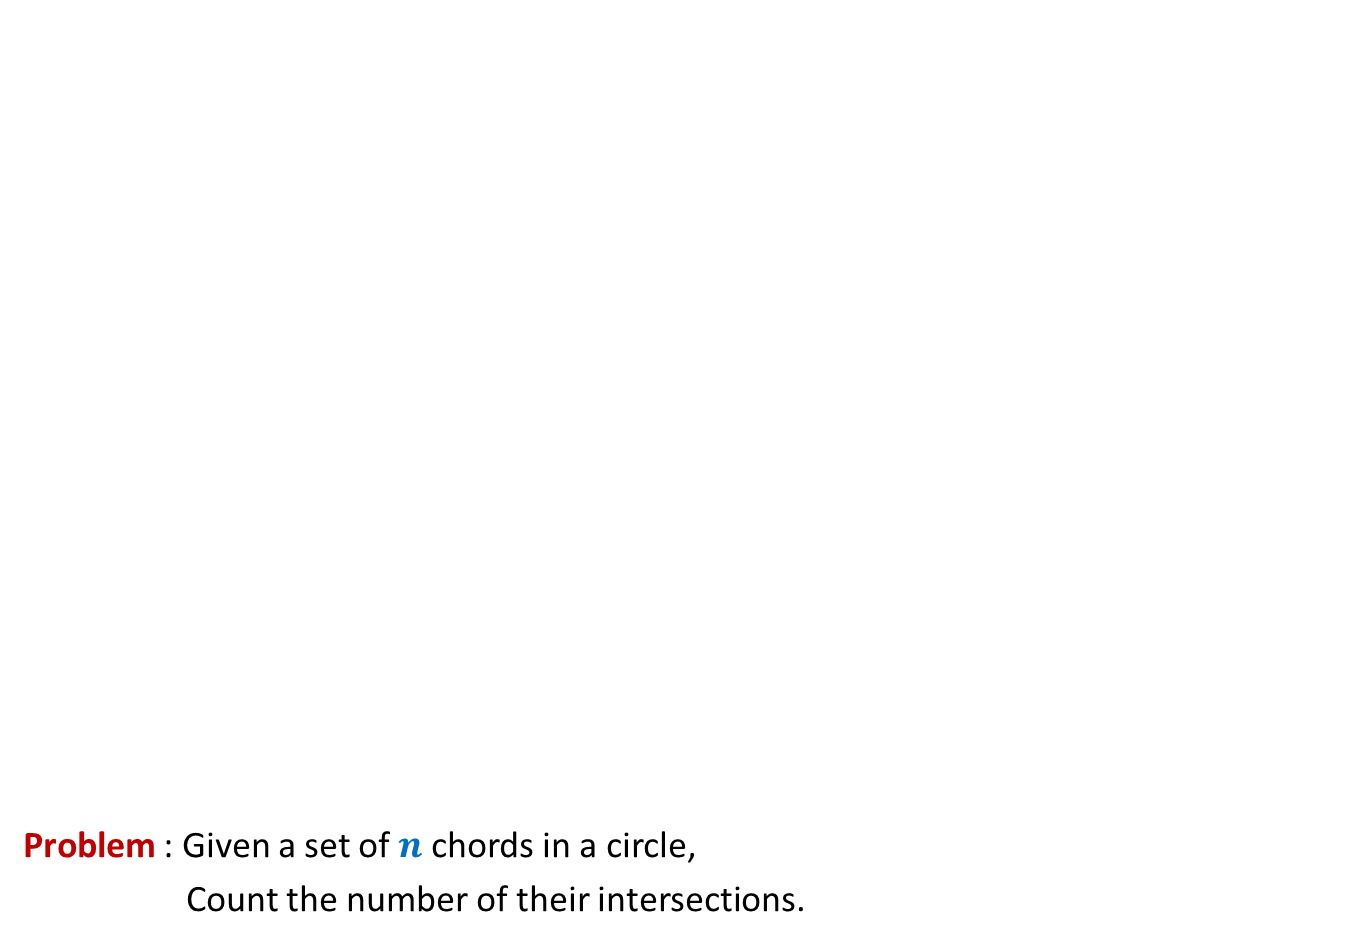 Problem : Given a set of n chords in a circle,
Count the number of their intersections.